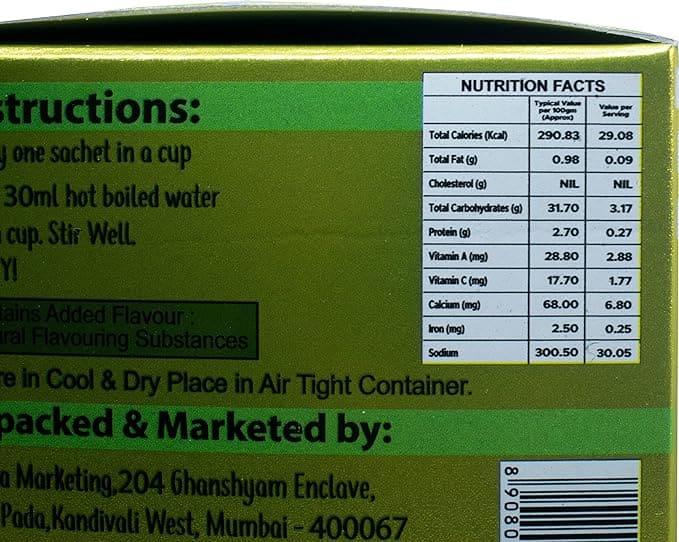 structions:
y one sachet in a cup
30ml hot boiled water
cup. Stir Well.
Y!
tains Added Flavour :
ural Flavouring Substances
re in Cool & Dry Place in Air Tight Container.
packed & Marketed by:
a Marketing,204 Ghanshyam Enclave,
Pada,Kandivali West, Mumbai - 400067
NUTRITION FACTS
Typical Value per 100gm (Approx) Value per Serving
Total Calories (Kcal) 290.83 29.08
Total Fat (g) 0.98 0.09
Cholesterol (g) NIL NIL
Total Carbohydrates (g) 31.70 3.17
Protein (g) 2.70 0.27
Vitamin A (mg) 28.80 2.88
Vitamin C (mg) 17.70 1.77
Calcium (mg) 68.00 6.80
Iron (mg) 2.50 0.25
Sodium 300.50 30.05
8 9080